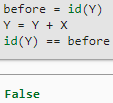 before = id(Y)
Y = Y + X
id(Y) == before
False